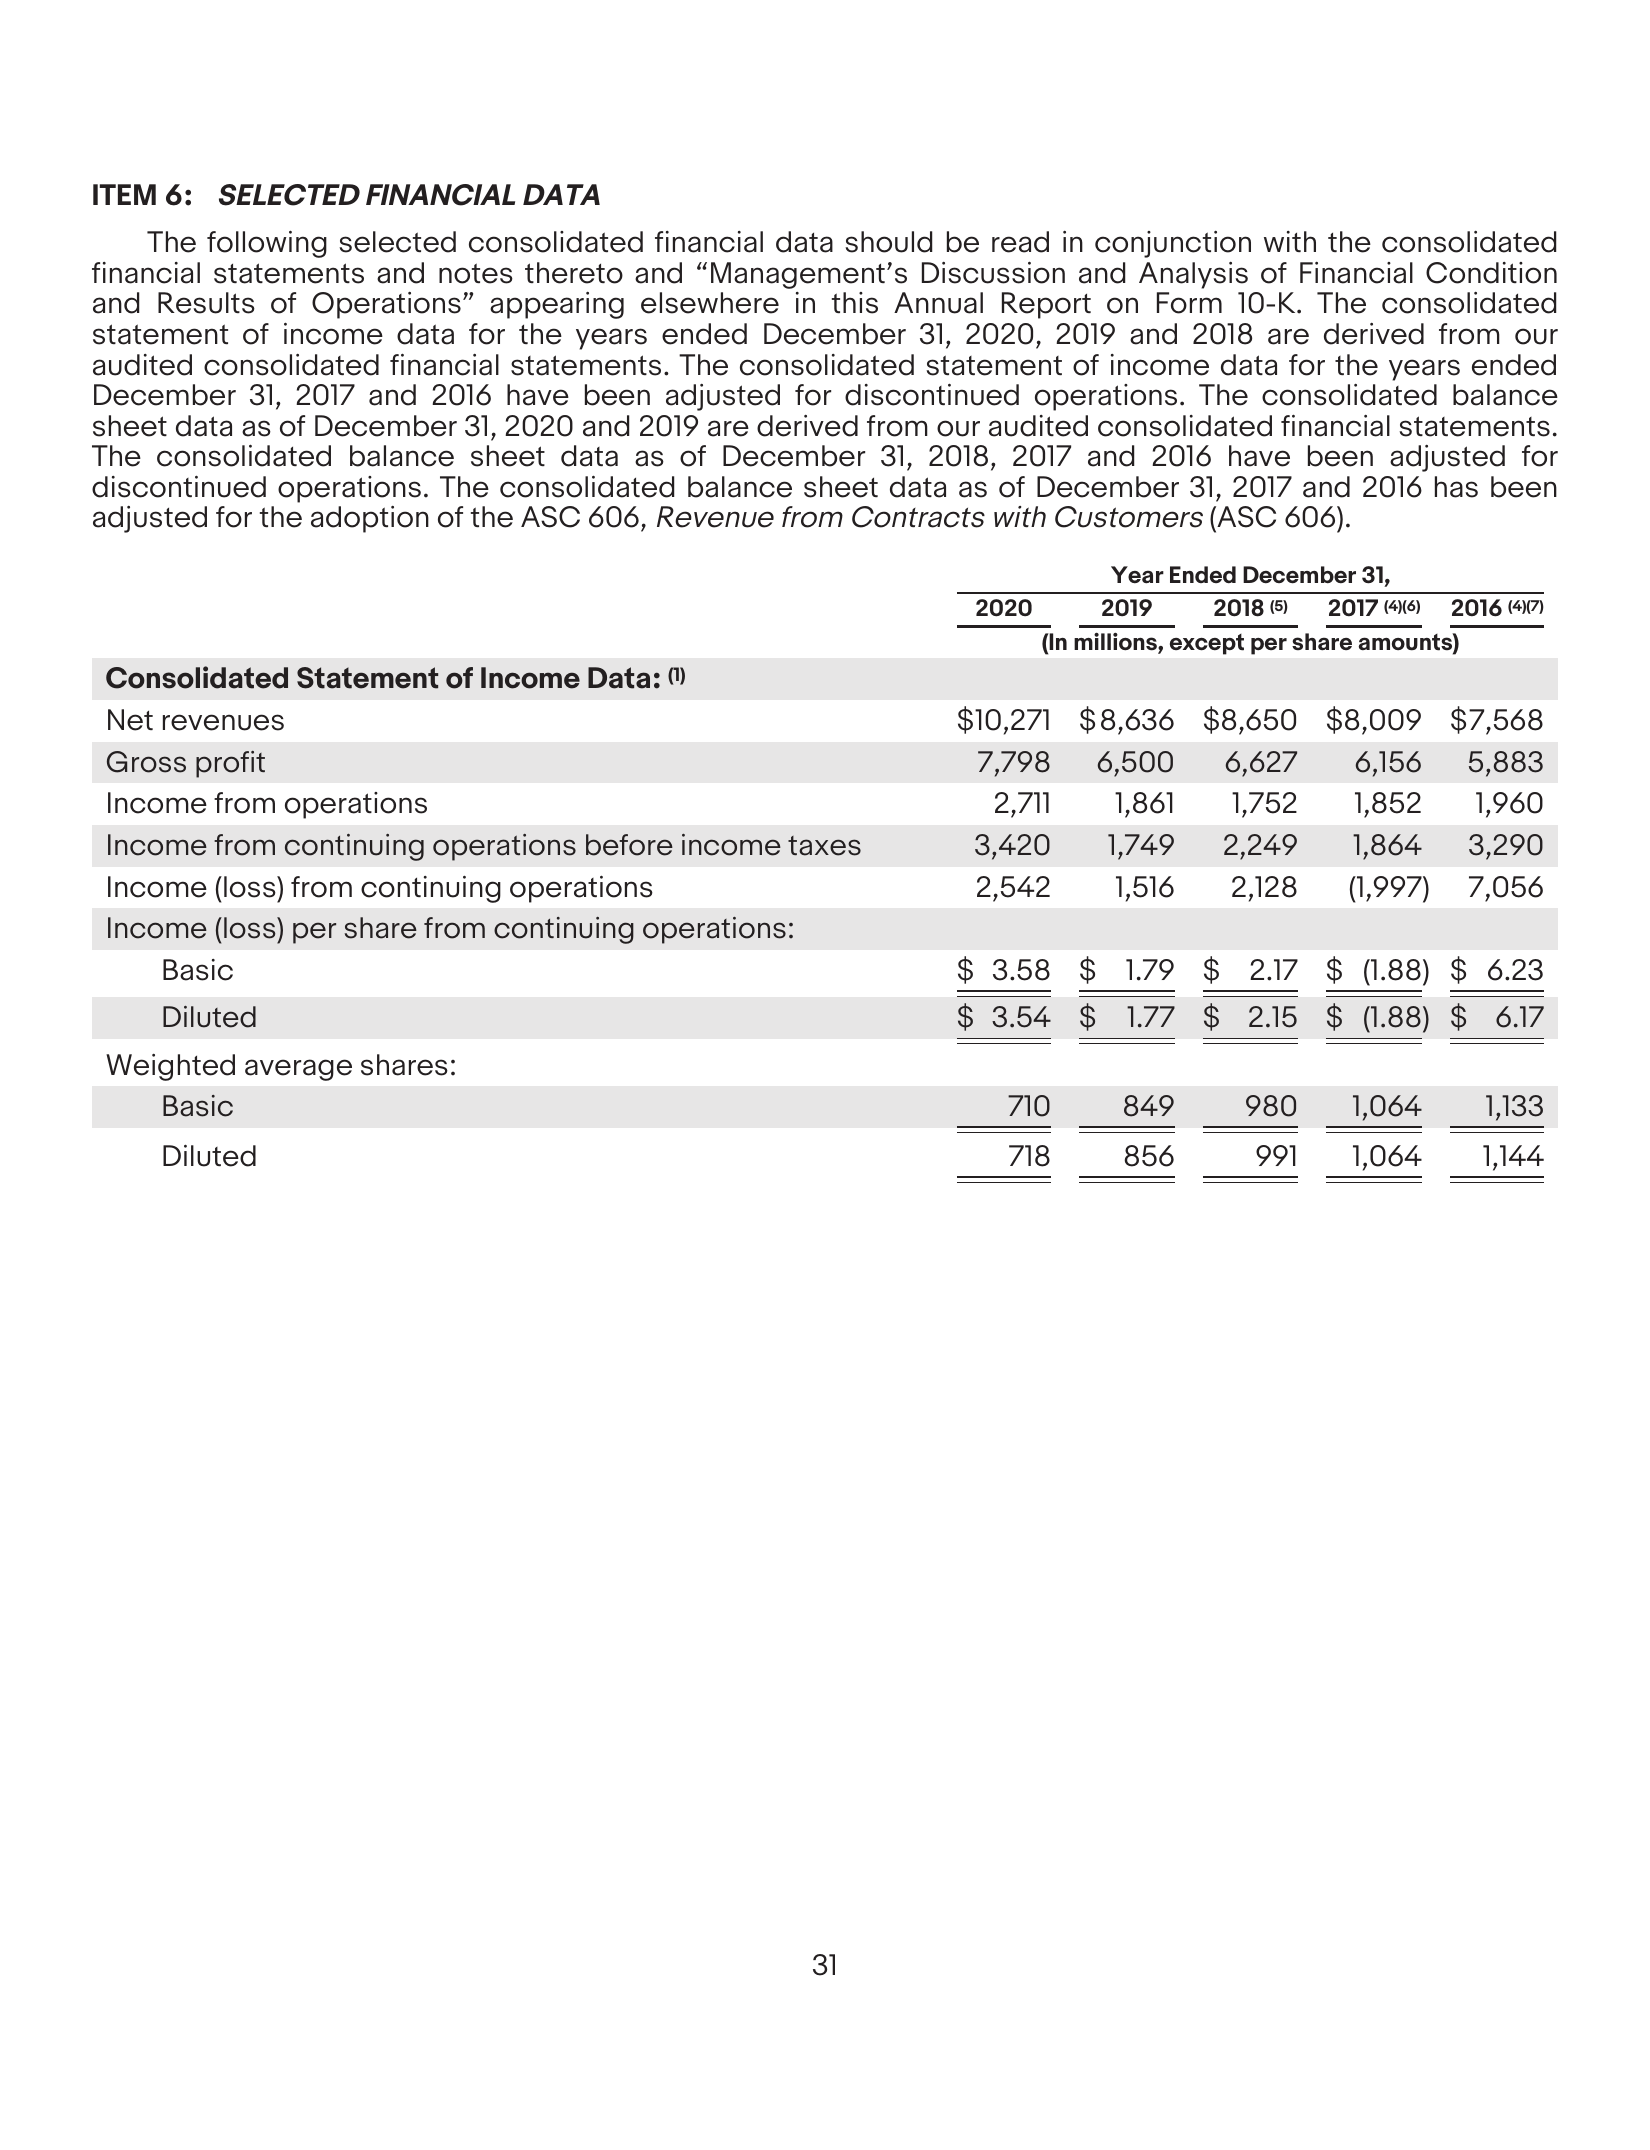 ITEM 6: SELECTED FINANCIAL DATA
The following selected consolidated financial data should be read in conjunction with the consolidated
financial statements and notes thereto and “Management’s Discussion and Analysis of Financial Condition
and Results of Operations” appearing elsewhere in this Annual Report on Form 10-K. The consolidated
statement of income data for the years ended December 31, 2020, 2019 and 2018 are derived from our
audited consolidated financial statements. The consolidated statement of income data for the years ended
December 31, 2017 and 2016 have been adjusted for discontinued operations. The consolidated balance
sheet data as of December 31, 2020 and 2019 are derived from our audited consolidated financial statements.
The consolidated balance sheet data as of December 31, 2018, 2017 and 2016 have been adjusted for
discontinued operations. The consolidated balance sheet data as of December 31, 2017 and 2016 has been
adjusted for the adoption of the ASC 606, Revenue from Contracts with Customers (ASC 606).
Year Ended December 31,
2020 2019 2018 (5) 2017 (4)(6) 2016 (4)(7)
(In millions, except per share amounts)
Consolidated Statement of Income Data: (1)
Net revenues $10,271 $8,636 $8,650 $8,009 $7,568
Gross profit 7,798 6,500 6,627 6,156 5,883
Income from operations 2,711 1,861 1,752 1,852 1,960
Income from continuing operations before income taxes 3,420 1,749 2,249 1,864 3,290
Income (loss) from continuing operations 2,542 1,516 2,128 (1,997) 7,056
Income (loss) per share from continuing operations:
Basic $ 3.58 $ 1.79 $ 2.17 $ (1.88) $ 6.23
Diluted $ 3.54 $ 1.77 $ 2.15 $ (1.88) $ 6.17
Weighted average shares:
Basic 710 849 980 1,064 1,133
Diluted 718 856 991 1,064 1,144
31